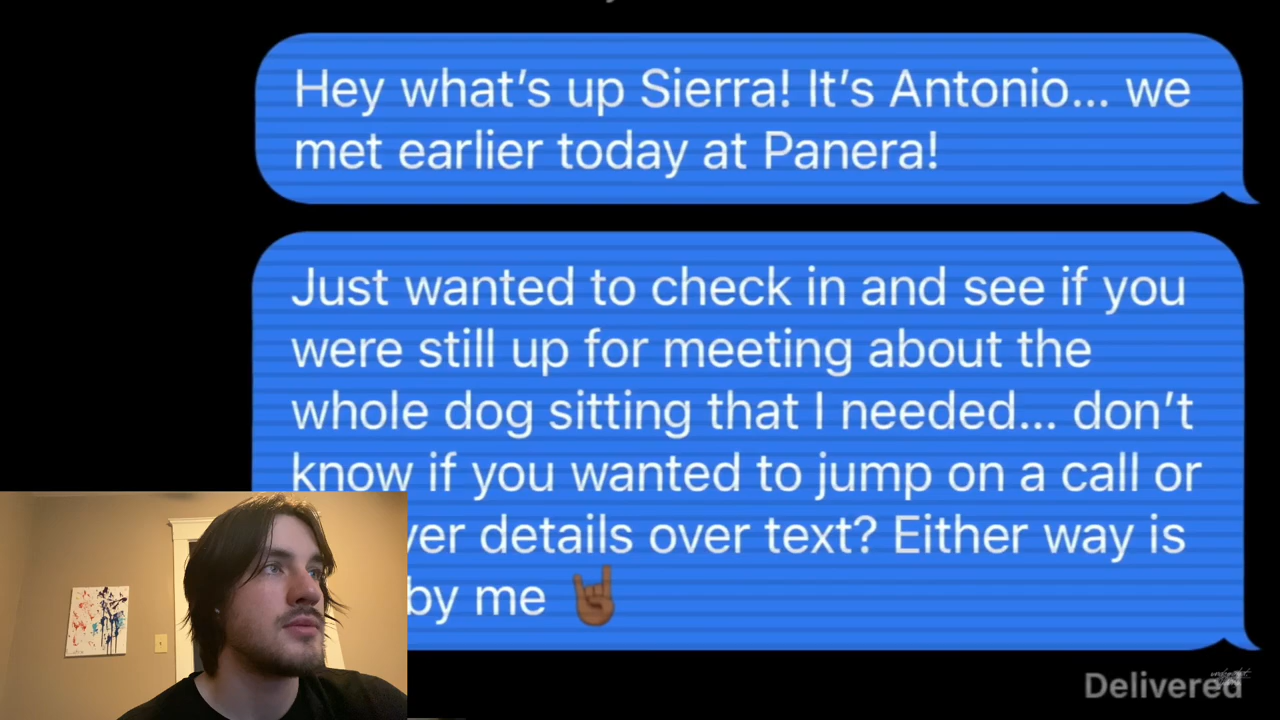 Hey what's up Sierra! It's Antonio... we
met earlier today at Panera!
Just wanted to check in and see if you
were still up for meeting about the
whole dog sitting that I needed... don't
know if you wanted to jump on a call or
details over text? Either way is
by me 🤘🏾
Delivered